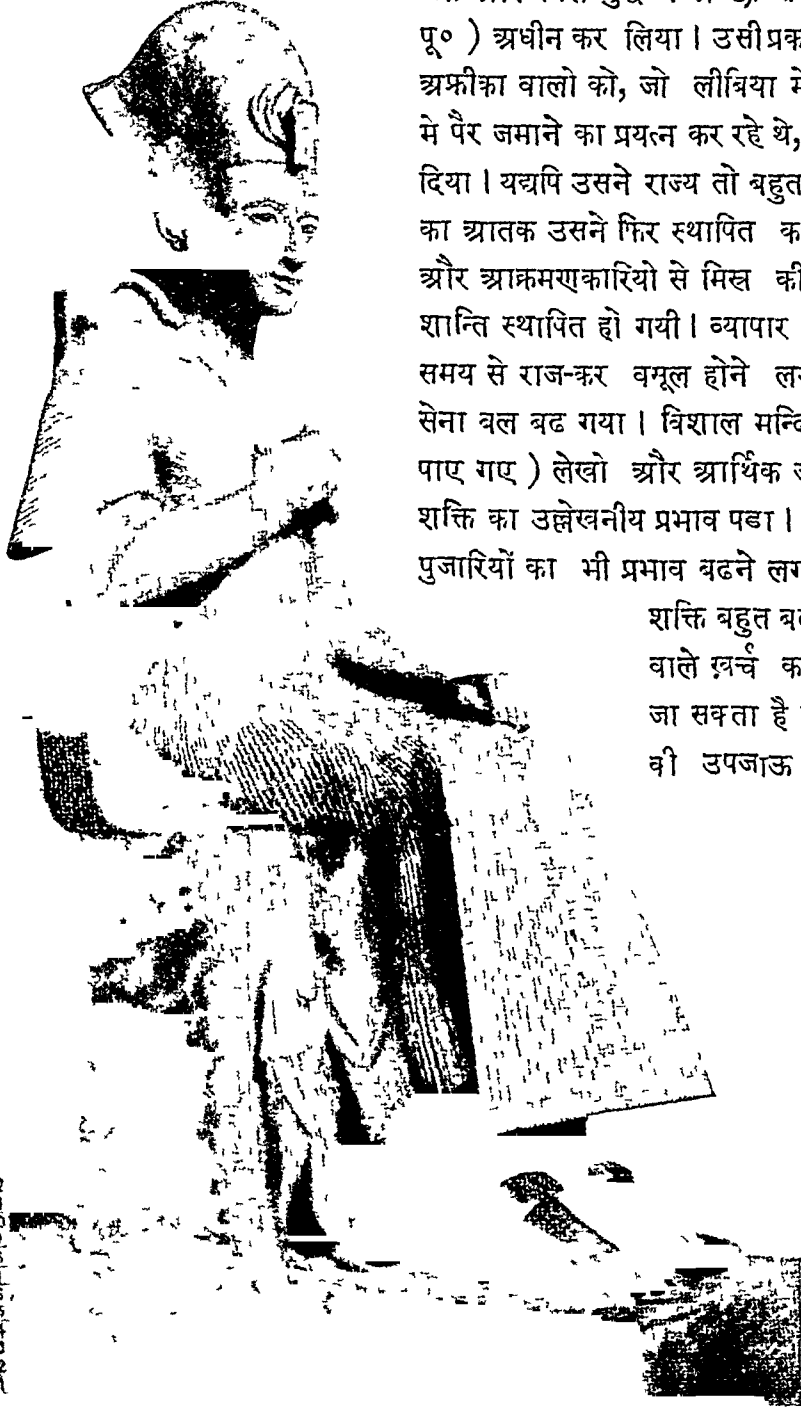 पू० ) अधीन कर लिया । उसी प्रक
अफ्रीका वालो को, जो लीबिया मे
मे पैर जमाने का प्रयत्न कर रहे थे,
दिया । यद्यपि उसने राज्य तो बहुत
का आतक उसने फिर स्थापित क
और आक्रमणकारियो से मिस्र की
शान्ति स्थापित हो गयी । व्यापार
समय से राज-कर वमूल होने लग
सेना बल बढ गया । विशाल मन्दि
पाए गए ) लेखो और आर्थिक
शक्ति का उल्लेखनीय प्रभाव पडा ।
पुजारियों का भी प्रभाव बढने लग
शक्ति बहुत
वाले ख़र्च क
जा सकता है
वी उपजाऊ